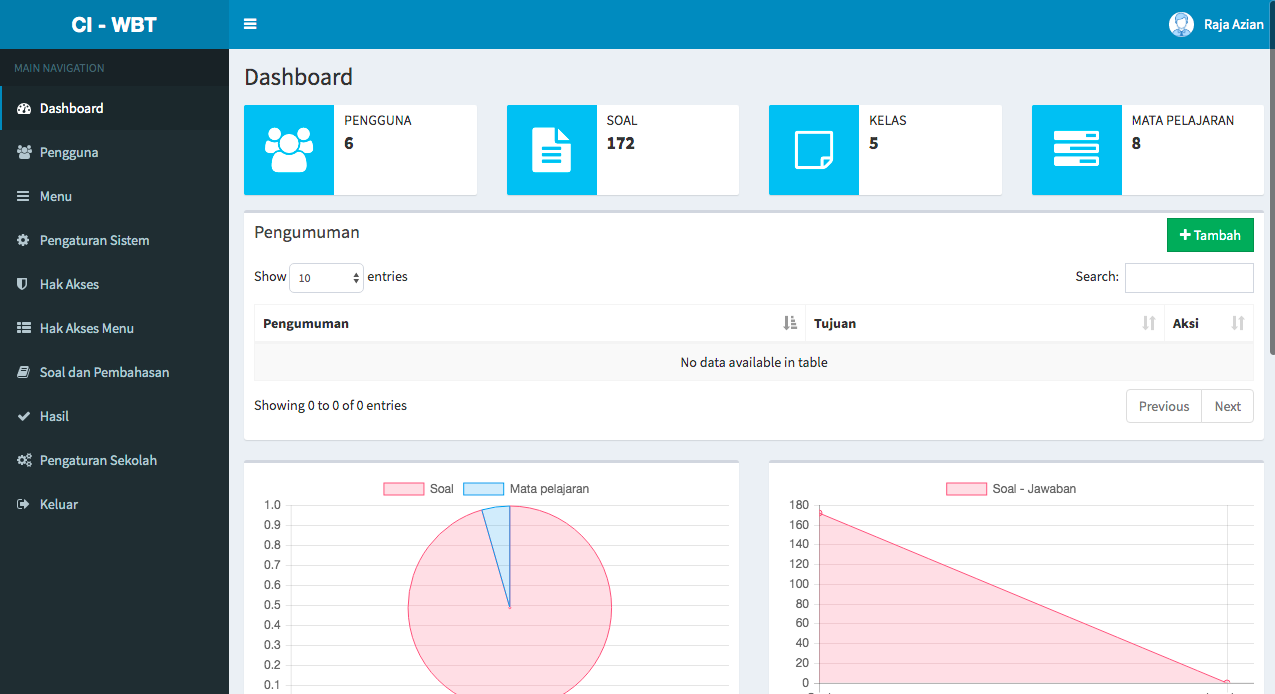 CI - WBT
Raja Azian
MAIN NAVIGATION
Dashboard
Pengguna
Menu
Pengaturan Sistem
Hak Akses
Hak Akses Menu
Soal dan Pembahasan
Hasil
Pengaturan Sekolah
Keluar
Dashboard
PENGGUNA
6
SOAL
172
KELAS
5
MATA PELAJARAN
8
Pengumuman
Tambah
Show 10 entries
Search:
Pengumuman Tujuan Aksi
No data available in table
Showing 0 to 0 of 0 entries
Previous Next
Soal Mata pelajaran
1.0
0.9
0.8
0.7
0.6
0.5
0.4
0.3
0.2
0.1
Soal - Jawaban
180
160
140
120
100
80
60
40
20
0